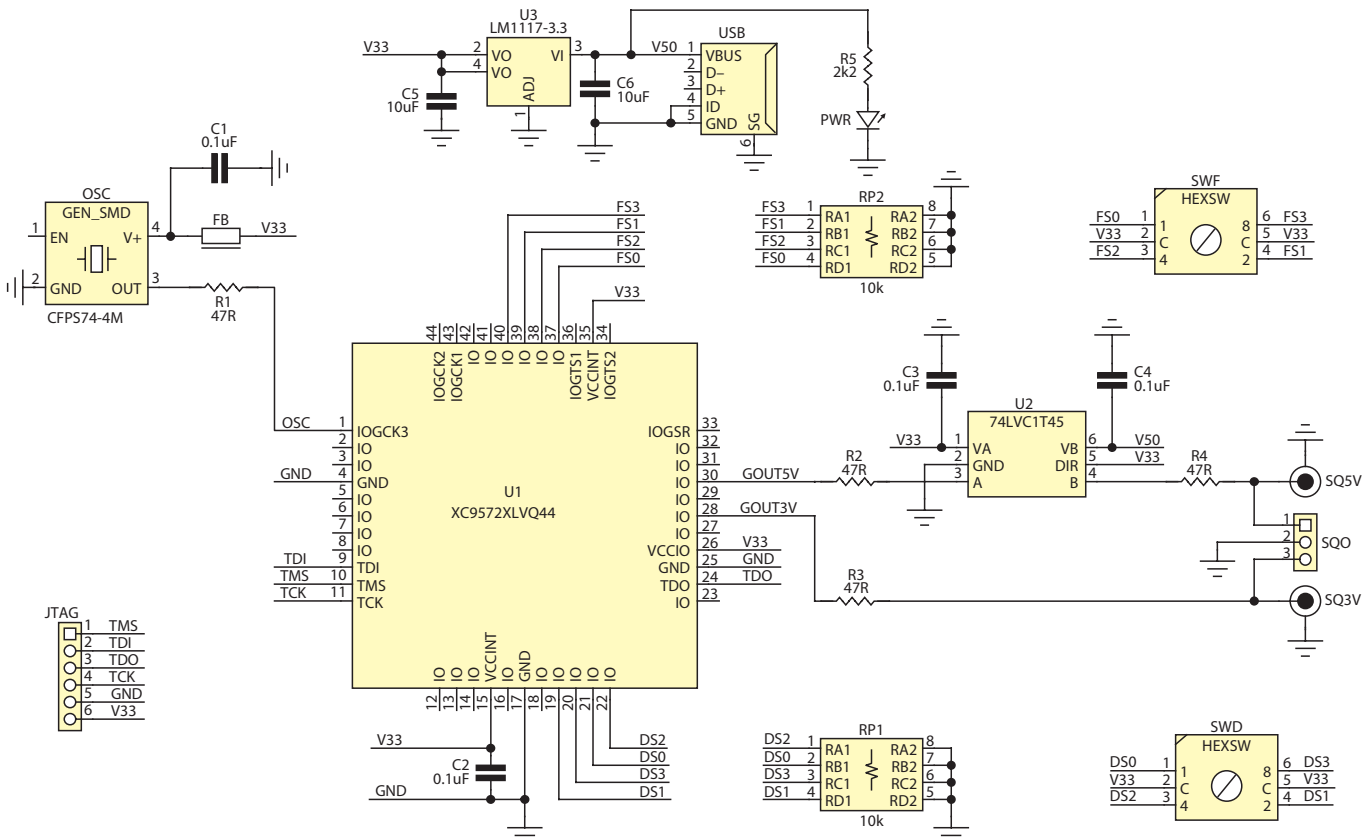 U3
LM1117-3.3
V33
2
4
VO
VO
VI
3
ADJ
1
C5
10uF
C6
10uF
V50
USB
1
2
3
4
5
VBUS
D−
D+
ID
GND
SG
6
R5
2k2
PWR
C1
0.1uF
OSC
GEN_SMD
1
EN
V+
4
2
GND
OUT
3
CFPS74-4M
FB
V33
R1
47R
FS3
FS1
FS2
FS0
V33
RP2
FS3 1 RA1 RA2 8
FS1 2 RB1 RB2 7
FS2 3 RC1 RC2 6
FS0 4 RD1 RD2 5
10k
SWF
HEXSW
FS0 1 1 8 6 FS3
V33 2 C C 5 V33
FS2 3 4 2 4 FS1
44 43 42 41 40 39 38 37 36 35 34
IOGCK2 IOGCK1 IO IO IO IO IO IO IOGTS1 VCCINT IOGTS2
OSC 1 IOGCK3
2 IO
3 IO
GND 4 GND
5 IO
6 IO
7 IO
8 IO
TDI 9 TDI
TMS 10 TMS
TCK 11 TCK
U1
XC9572XLVQ44
IOGSR 33
IO 32
IO 31
IO 30 GOUT5V
IO 29
IO 28 GOUT3V
IO 27
VCCIO 26 V33
GND 25 GND
TDO 24 TDO
IO 23
IO IO IO VCCINT IO GND IO IO IO IO IO
12 13 14 15 16 17 18 19 20 21 22
V33
C2
0.1uF
GND
DS2
DS0
DS3
DS1
C3
0.1uF
C4
0.1uF
U2
74LVC1T45
V33 1 VA VB 6 V50
2 GND DIR 5 V33
3 A B 4
R2
47R
R4
47R
R3
47R
SQ5V
1
2
3
SQO
SQ3V
JTAG
1 TMS
2 TDI
3 TDO
4 TCK
5 GND
6 V33
RP1
DS2 1 RA1 RA2 8
DS0 2 RB1 RB2 7
DS3 3 RC1 RC2 6
DS1 4 RD1 RD2 5
10k
SWD
HEXSW
DS0 1 1 8 6 DS3
V33 2 C C 5 V33
DS2 3 4 2 4 DS1